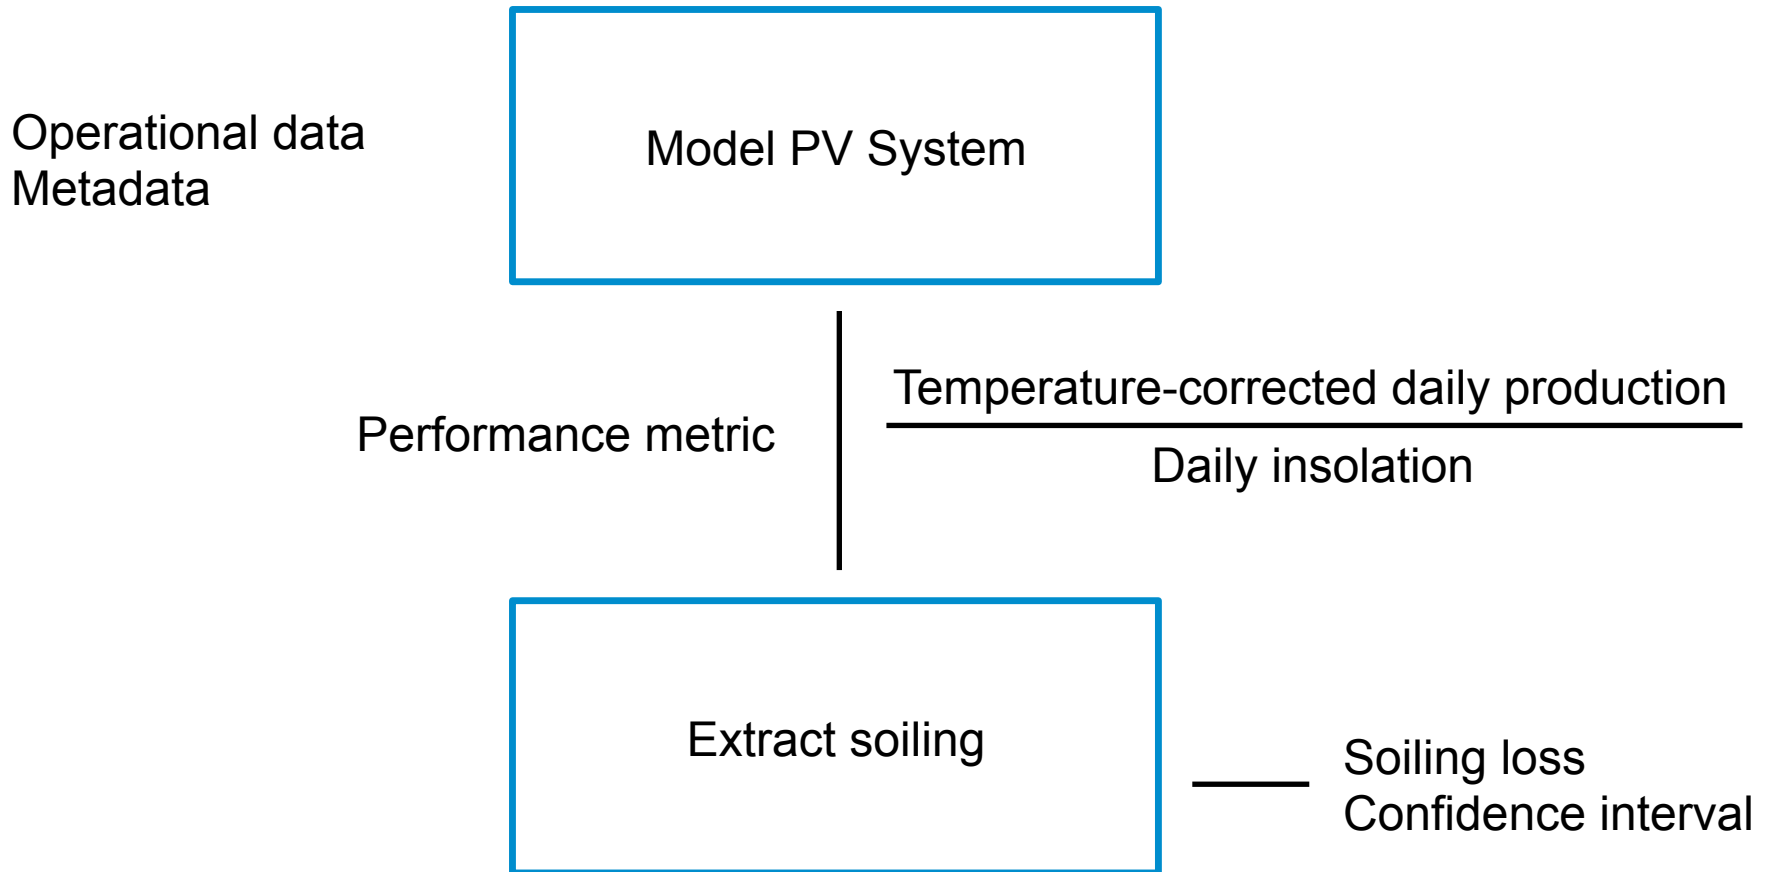 Operational data
Metadata
Model PV System
Performance metric
Temperature-corrected daily production
Daily insolation
Extract soiling
Soiling loss
Confidence interval